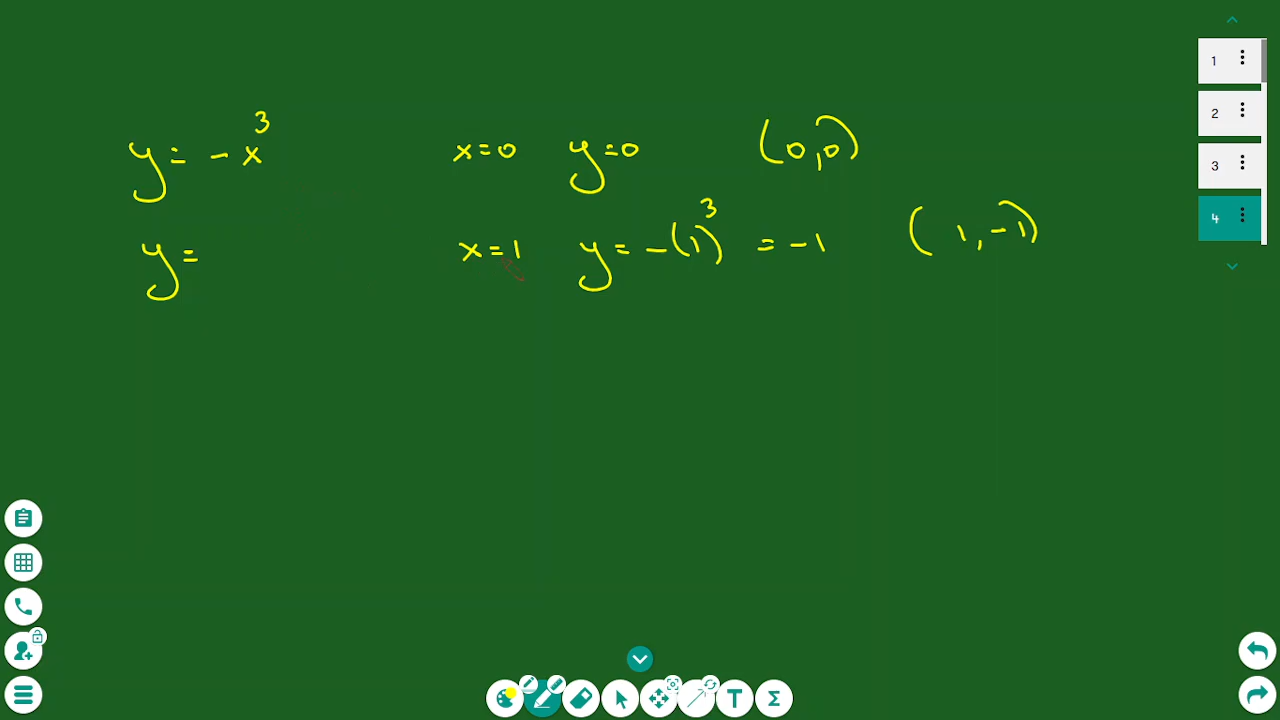 y = -x³ x=0 y=0 (0,0)
y = x=1 y = -(1)³ = -1 (1,-1)
1
2
3
4
T
Σ